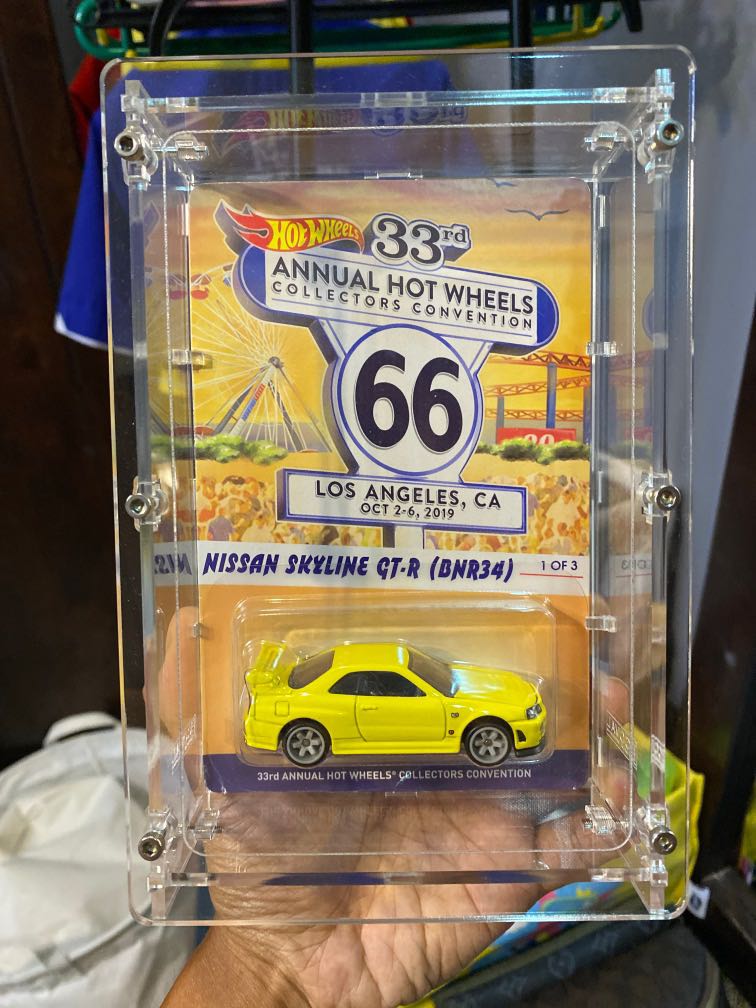 HOT WHEELS
33rd
ANNUAL HOT WHEELS
COLLECTORS CONVENTION
66
LOS ANGELES, CA
OCT 2-6, 2019
NISSAN SKYLINE GT-R (BNR34)
1 OF 3
33rd ANNUAL HOT WHEELS® COLLECTORS CONVENTION